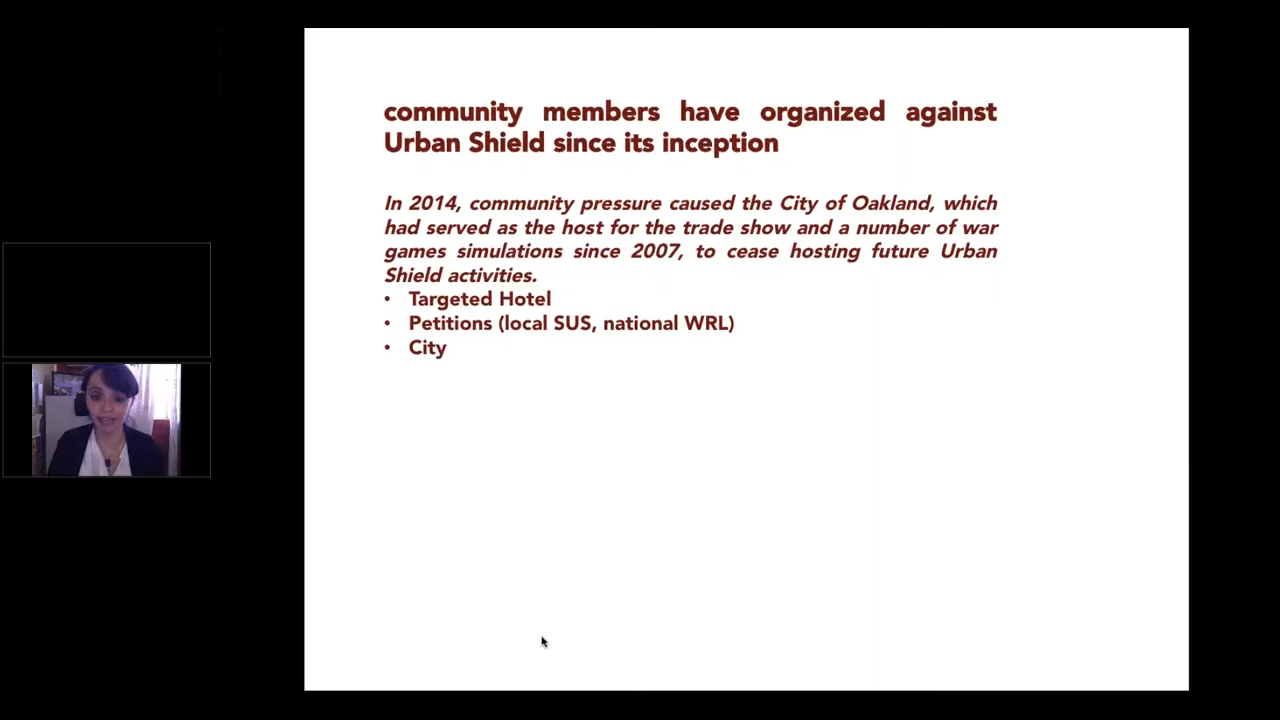 community members have organized against
Urban Shield since its inception
In 2014, community pressure caused the City of Oakland, which
had served as the host for the trade show and a number of war
games simulations since 2007, to cease hosting future Urban
Shield activities.
• Targeted Hotel
• Petitions (local SUS, national WRL)
• City